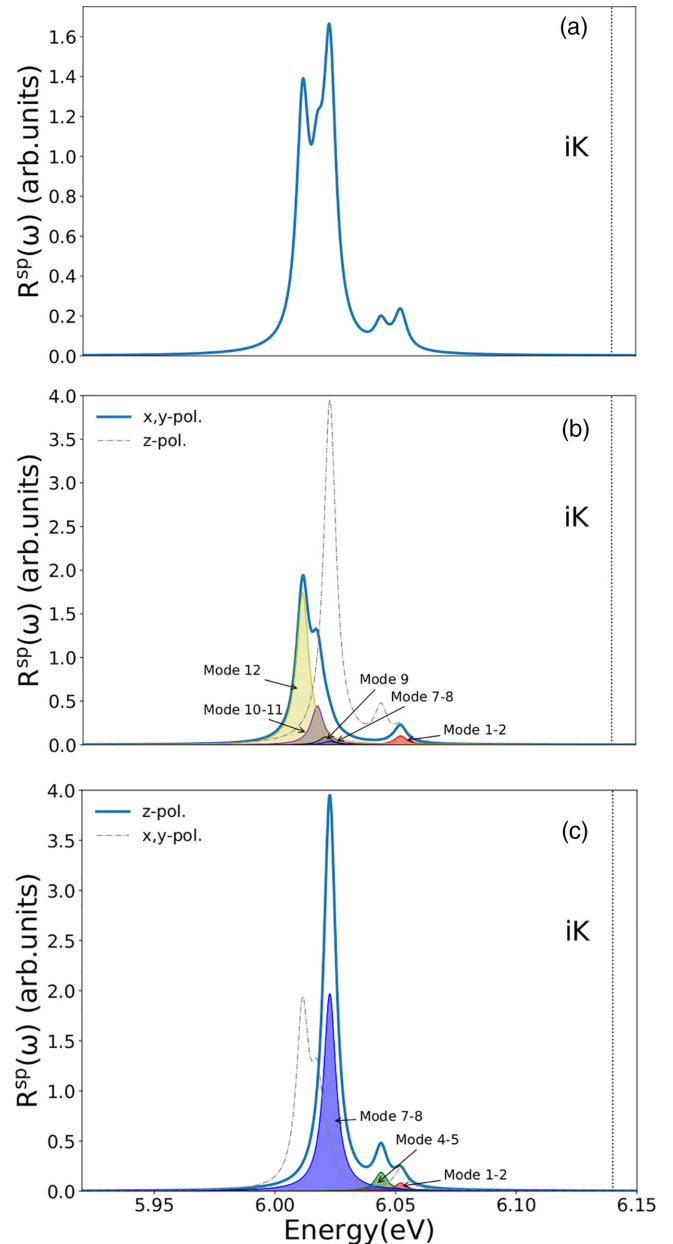 (a)
1.6
1.4
1.2
1.0
0.8
0.6
0.4
0.2
0.0
R^sp(ω) (arb.units)
iK
(b)
4.0
3.5
3.0
2.5
2.0
1.5
1.0
0.5
0.0
R^sp(ω) (arb.units)
x,y-pol.
z-pol.
iK
Mode 12
Mode 10-11
Mode 9
Mode 7-8
Mode 1-2
(c)
4.0
3.5
3.0
2.5
2.0
1.5
1.0
0.5
0.0
R^sp(ω) (arb.units)
z-pol.
x,y-pol.
iK
Mode 7-8
Mode 4-5
Mode 1-2
5.95 6.00 6.05 6.10 6.15
Energy(eV)